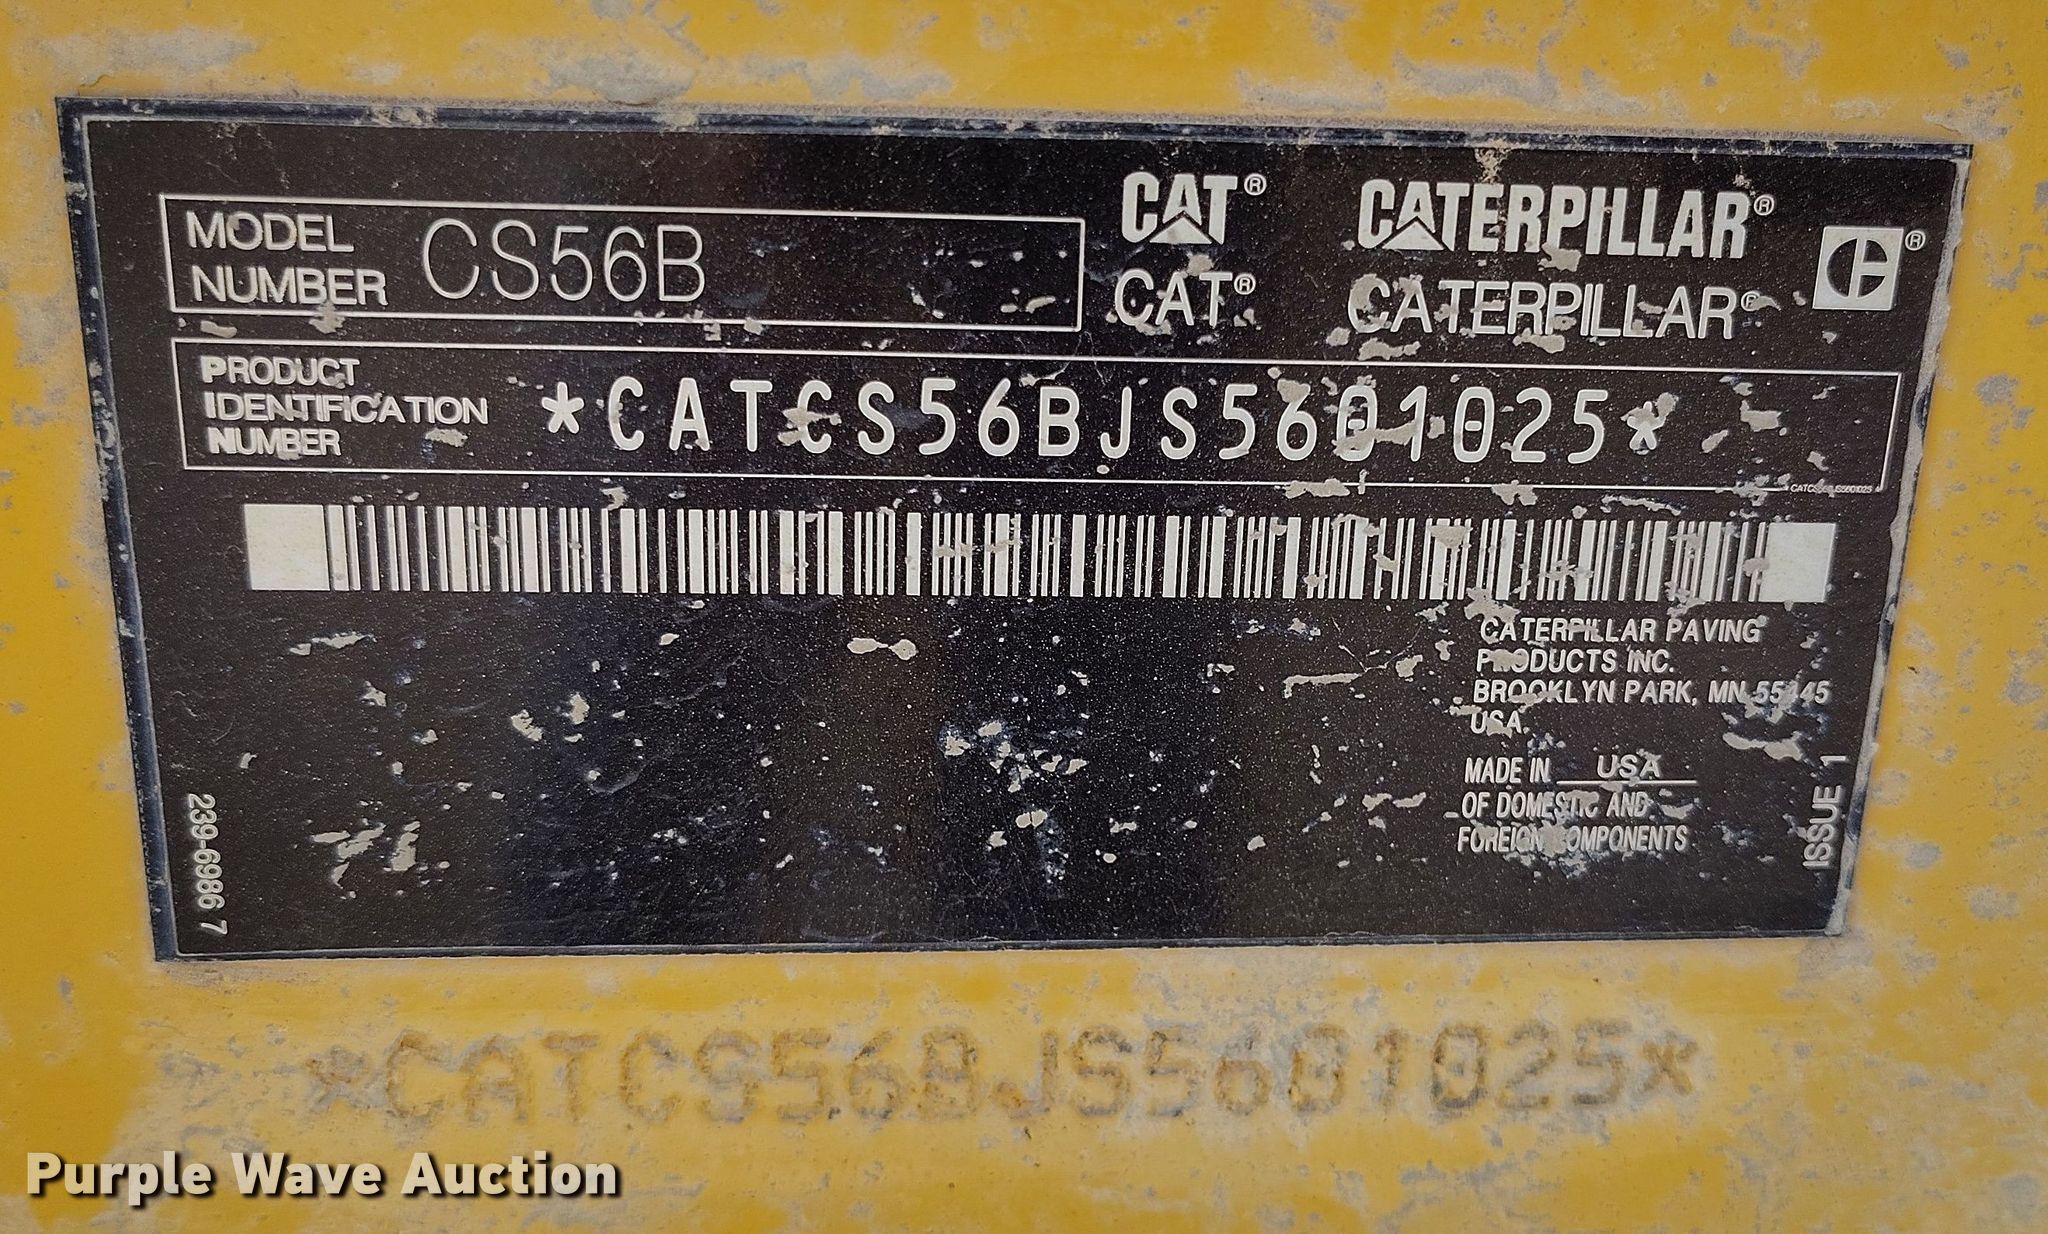 MODEL
NUMBER CS56B
CAT® CATERPILLAR®
CAT® CATERPILLAR®
PRODUCT
IDENTIFICATION
NUMBER
*CATCS56BJS5601025*
CATCS56BJS5601025
CATERPILLAR PAVING
PRODUCTS INC.
BROOKLYN PARK, MN 55445
USA.
MADE IN USA
OF DOMESTIC AND
FOREIGN COMPONENTS
ISSUE 1
239-6986 7
*CATCS56BJS5601025*
Purple Wave Auction